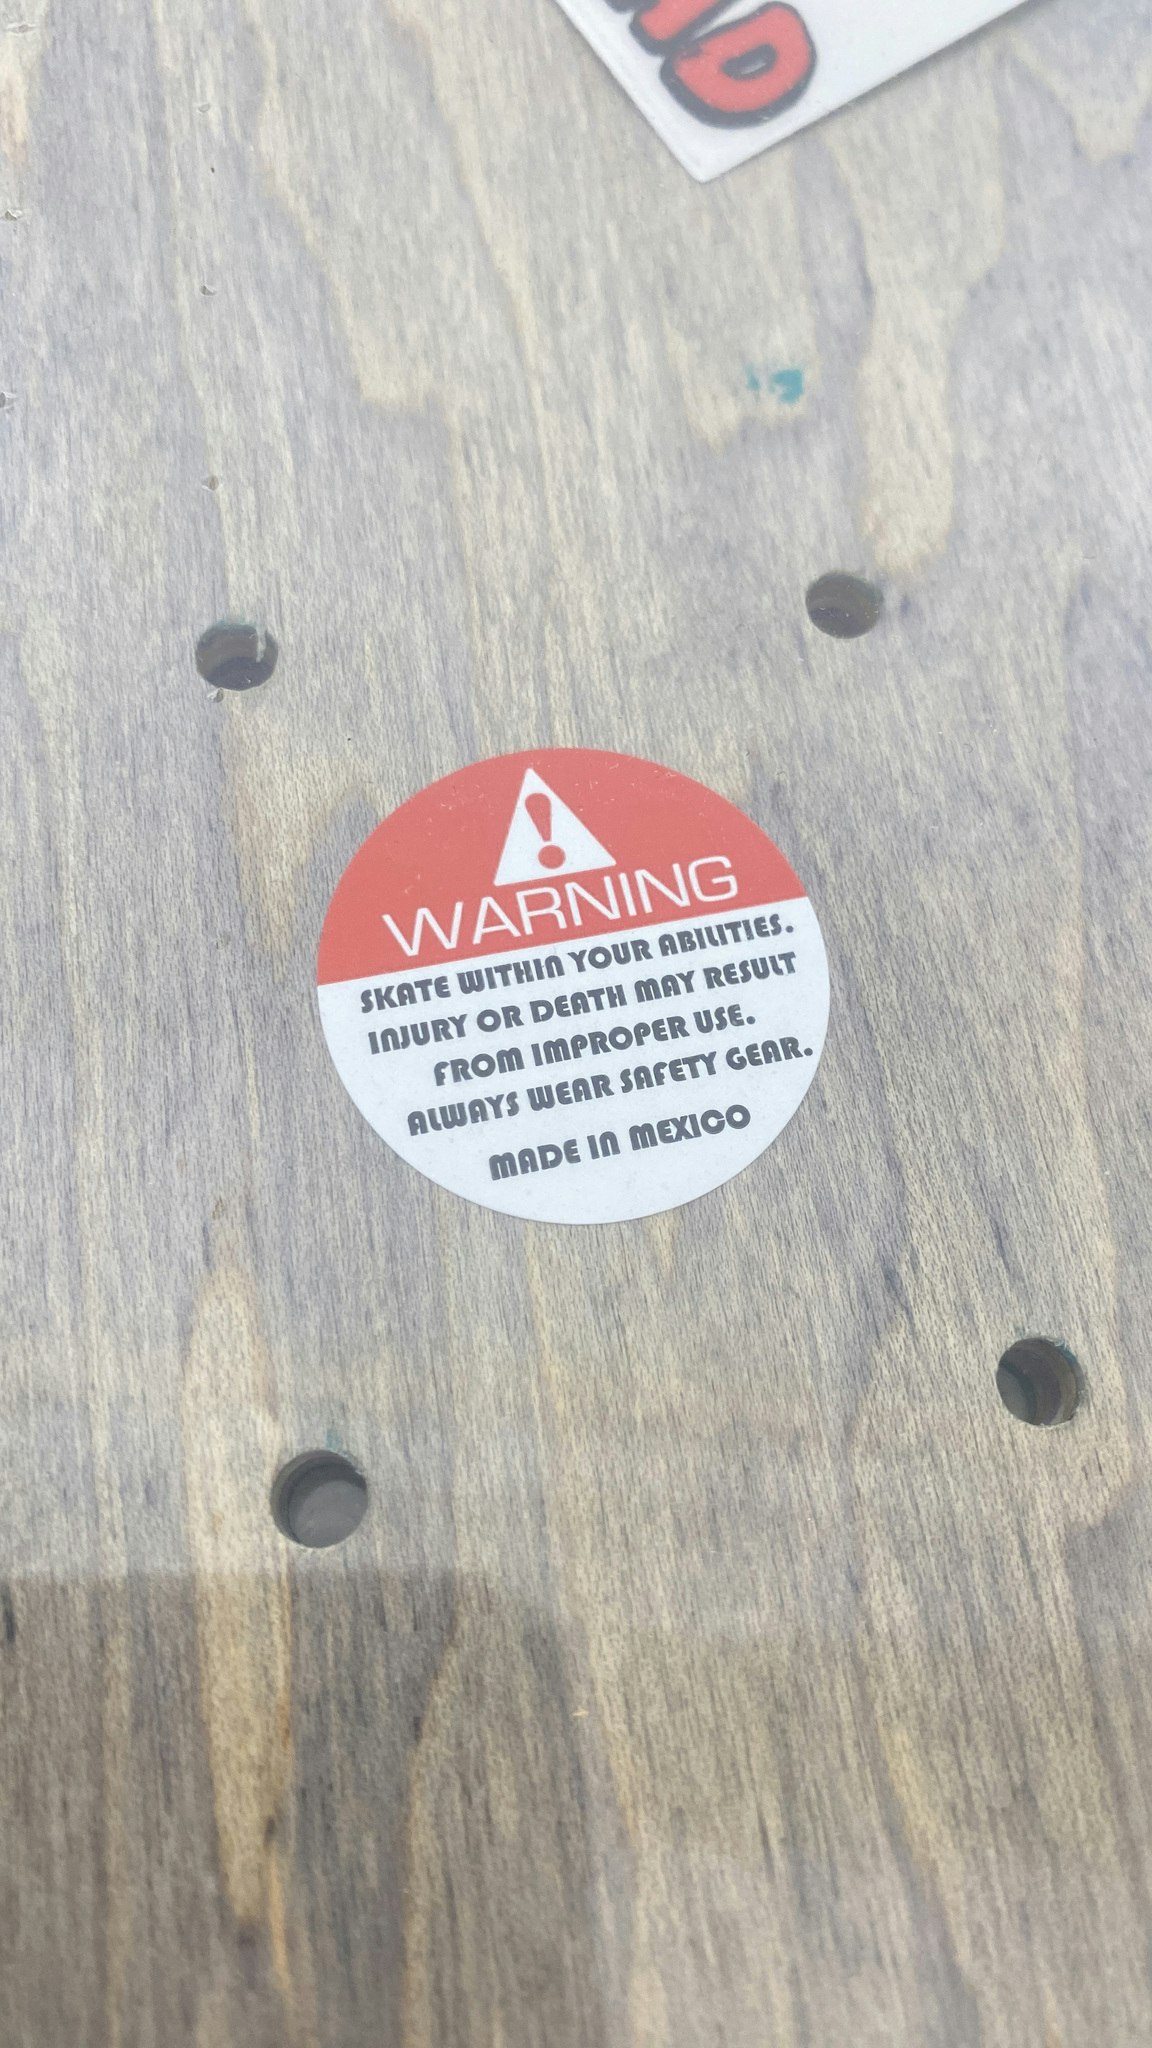 WARNING
SKATE WITHIN YOUR ABILITIES.
INJURY OR DEATH MAY RESULT
FROM IMPROPER USE.
ALWAYS WEAR SAFETY GEAR.
MADE IN MEXICO